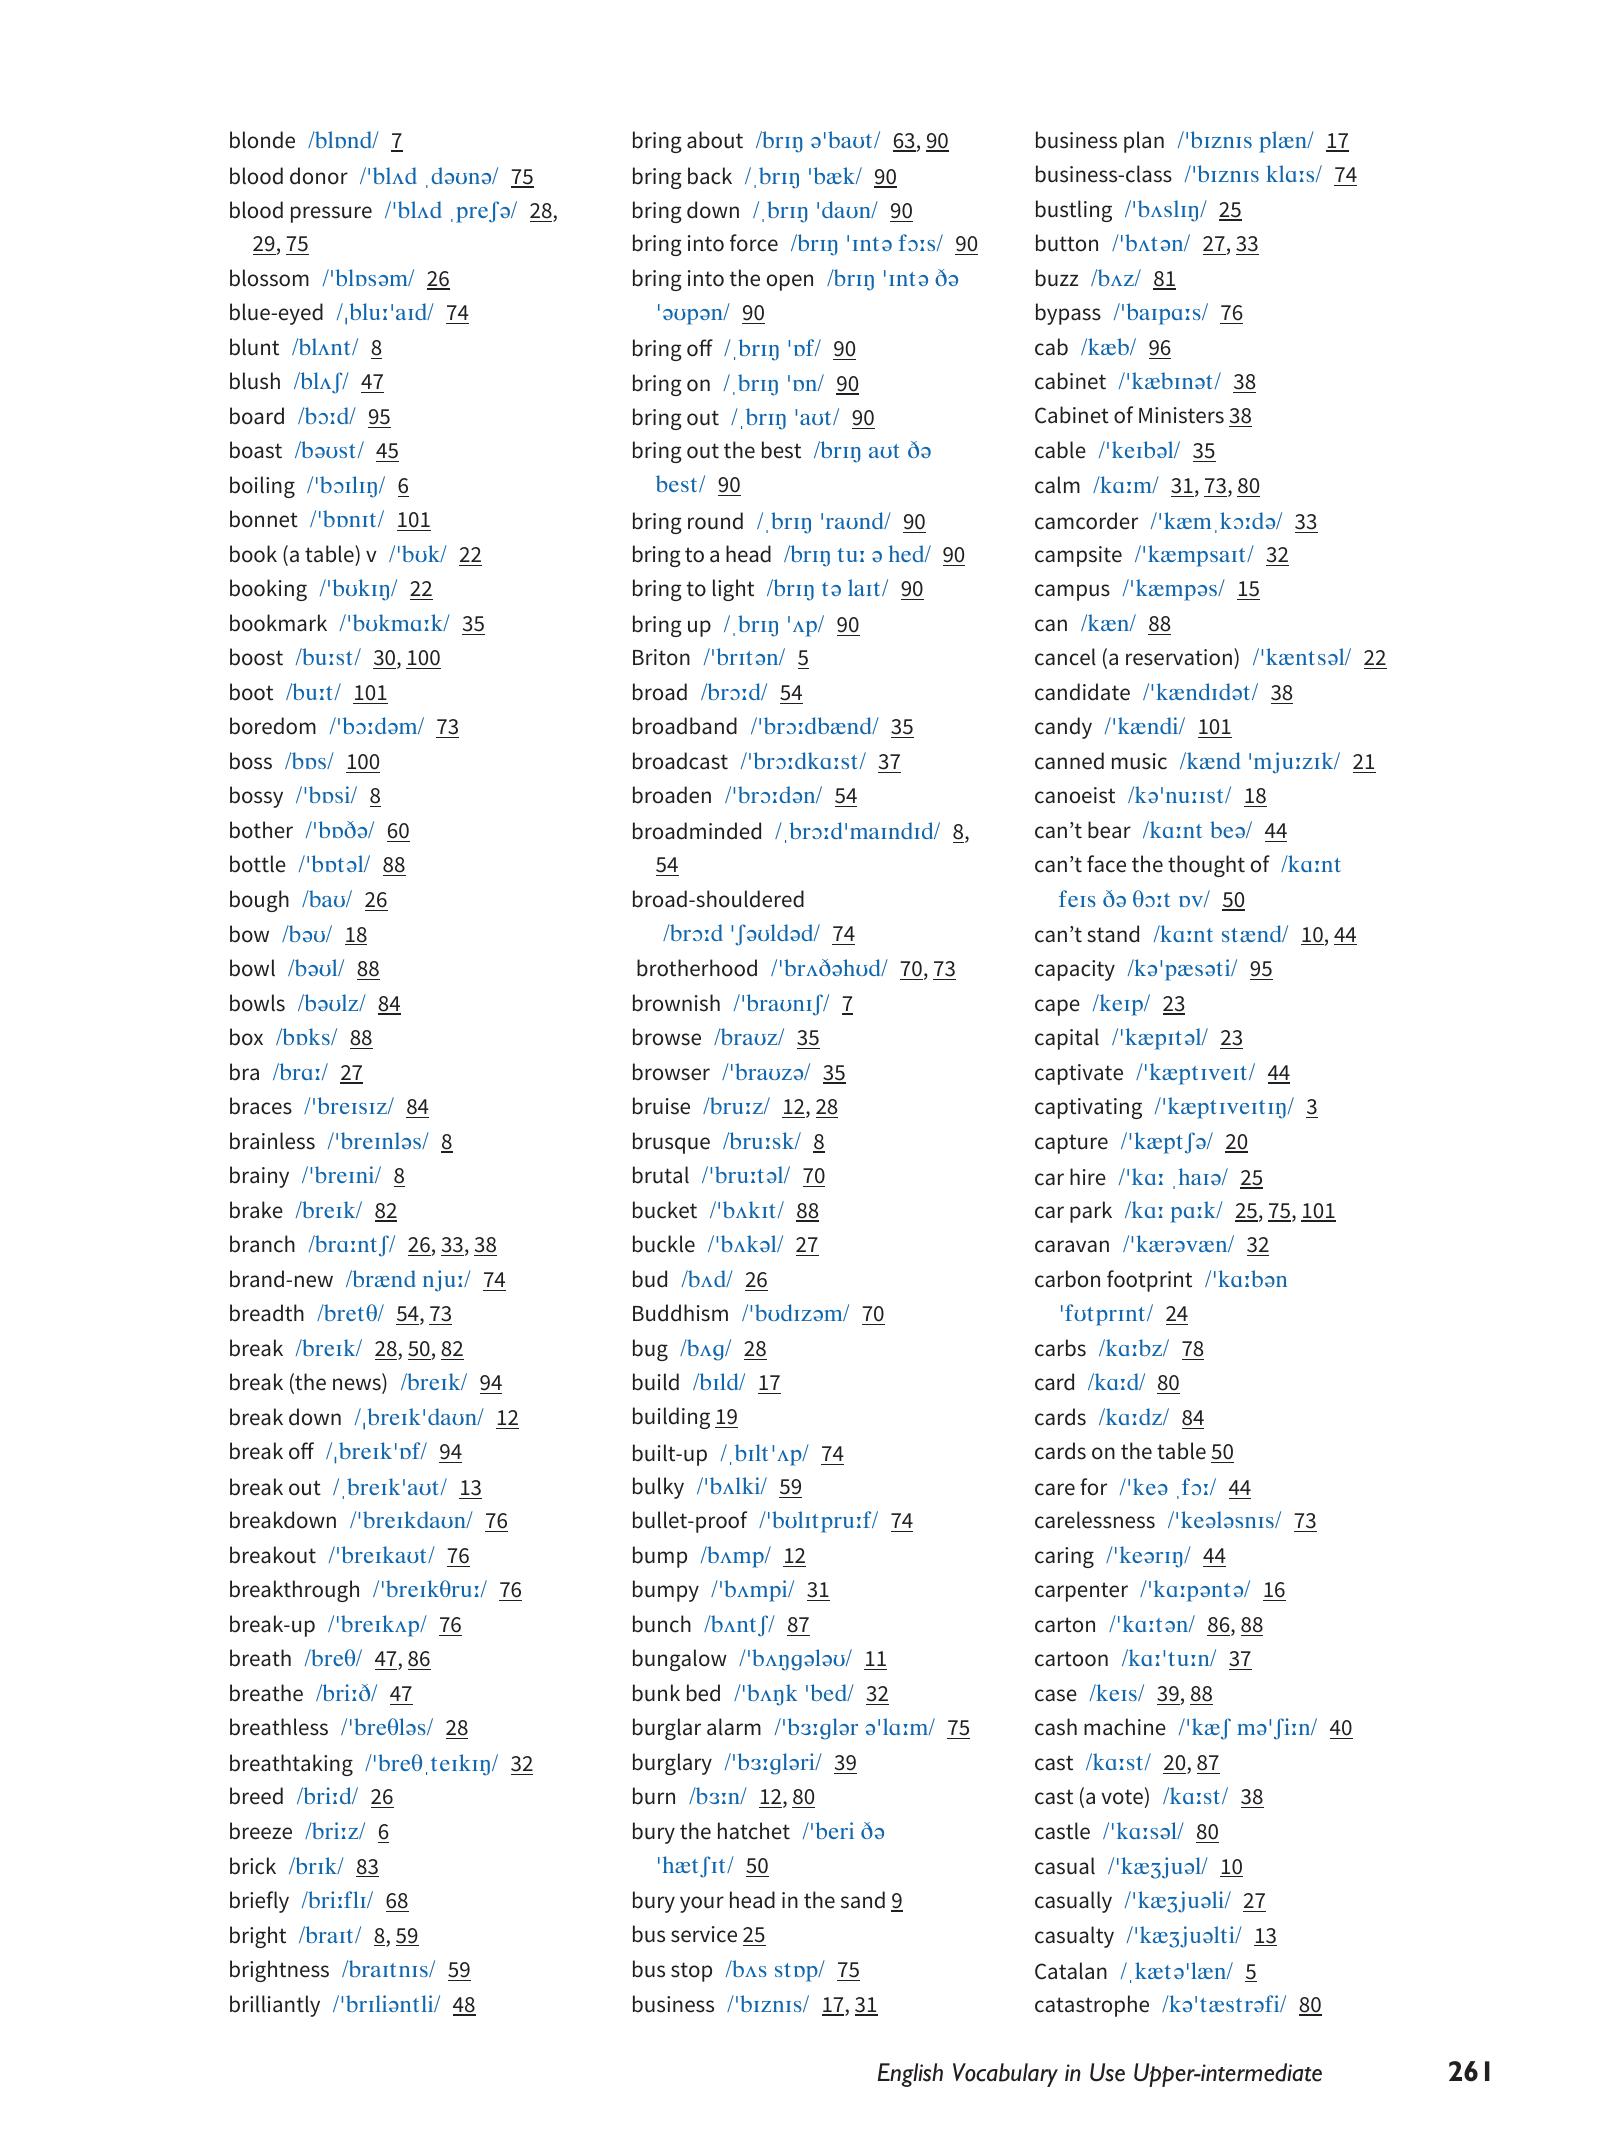 blonde /blɒnd/ 7
blood donor /ˈblʌd ˌdəʊnə/ 75
blood pressure /ˈblʌd ˌpreʃə/ 28,
29, 75
blossom /ˈblɒsəm/ 26
blue-eyed /ˌbluːˈaɪd/ 74
blunt /blʌnt/ 8
blush /blʌʃ/ 47
board /bɔːd/ 95
boast /bəʊst/ 45
boiling /ˈbɔɪlɪŋ/ 6
bonnet /ˈbɒnɪt/ 101
book (a table) v /ˈbʊk/ 22
booking /ˈbʊkɪŋ/ 22
bookmark /ˈbʊkmɑːk/ 35
boost /buːst/ 30, 100
boot /buːt/ 101
boredom /ˈbɔːdəm/ 73
boss /bɒs/ 100
bossy /ˈbɒsi/ 8
bother /ˈbɒðə/ 60
bottle /ˈbɒtəl/ 88
bough /baʊ/ 26
bow /bəʊ/ 18
bowl /bəʊl/ 88
bowls /bəʊlz/ 84
box /bɒks/ 88
bra /brɑː/ 27
braces /ˈbreɪsɪz/ 84
brainless /ˈbreɪnləs/ 8
brainy /ˈbreɪni/ 8
brake /breɪk/ 82
branch /brɑːntʃ/ 26, 33, 38
brand-new /brænd njuː/ 74
breadth /bretθ/ 54, 73
break /breɪk/ 28, 50, 82
break (the news) /breɪk/ 94
break down /ˌbreɪkˈdaʊn/ 12
break off /ˌbreɪkˈɒf/ 94
break out /ˌbreɪkˈaʊt/ 13
breakdown /ˈbreɪkdaʊn/ 76
breakout /ˈbreɪkaʊt/ 76
breakthrough /ˈbreɪkθruː/ 76
break-up /ˈbreɪkʌp/ 76
breath /breθ/ 47, 86
breathe /briːð/ 47
breathless /ˈbreθləs/ 28
breathtaking /ˈbreθˌteɪkɪŋ/ 32
breed /briːd/ 26
breeze /briːz/ 6
brick /brɪk/ 83
briefly /briːflɪ/ 68
bright /braɪt/ 8, 59
brightness /braɪtnɪs/ 59
brilliantly /ˈbrɪliəntli/ 48
bring about /brɪŋ əˈbaʊt/ 63, 90
bring back /ˌbrɪŋ ˈbæk/ 90
bring down /ˌbrɪŋ ˈdaʊn/ 90
bring into force /brɪŋ ˈɪntə fɔːs/ 90
bring into the open /brɪŋ ˈɪntə ðə
ˈəʊpən/ 90
bring off /ˌbrɪŋ ˈɒf/ 90
bring on /ˌbrɪŋ ˈɒn/ 90
bring out /ˌbrɪŋ ˈaʊt/ 90
bring out the best /brɪŋ aʊt ðə
best/ 90
bring round /ˌbrɪŋ ˈraʊnd/ 90
bring to a head /brɪŋ tuː ə hed/ 90
bring to light /brɪŋ tə laɪt/ 90
bring up /ˌbrɪŋ ˈʌp/ 90
Briton /ˈbrɪtən/ 5
broad /brɔːd/ 54
broadband /ˈbrɔːdbænd/ 35
broadcast /ˈbrɔːdkɑːst/ 37
broaden /ˈbrɔːdən/ 54
broadminded /ˌbrɔːdˈmaɪndɪd/ 8,
54
broad-shouldered
/brɔːd ˈʃəʊldəd/ 74
brotherhood /ˈbrʌðəhʊd/ 70, 73
brownish /ˈbraʊnɪʃ/ 7
browse /braʊz/ 35
browser /ˈbraʊzə/ 35
bruise /bruːz/ 12, 28
brusque /bruːsk/ 8
brutal /ˈbruːtəl/ 70
bucket /ˈbʌkɪt/ 88
buckle /ˈbʌkəl/ 27
bud /bʌd/ 26
Buddhism /ˈbʊdɪzəm/ 70
bug /bʌɡ/ 28
build /bɪld/ 17
building 19
built-up /ˌbɪltˈʌp/ 74
bulky /ˈbʌlki/ 59
bullet-proof /ˈbʊlɪtpruːf/ 74
bump /bʌmp/ 12
bumpy /ˈbʌmpi/ 31
bunch /bʌntʃ/ 87
bungalow /ˈbʌŋɡələʊ/ 11
bunk bed /ˈbʌŋk ˈbed/ 32
burglar alarm /ˈbɜːɡlər əˈlɑːm/ 75
burglary /ˈbɜːɡləri/ 39
burn /bɜːn/ 12, 80
bury the hatchet /ˈberi ðə
ˈhætʃɪt/ 50
bury your head in the sand 9
bus service 25
bus stop /bʌs stɒp/ 75
business /ˈbɪznɪs/ 17, 31
business plan /ˈbɪznɪs plæn/ 17
business-class /ˈbɪznɪs klɑːs/ 74
bustling /ˈbʌslɪŋ/ 25
button /ˈbʌtən/ 27, 33
buzz /bʌz/ 81
bypass /ˈbaɪpɑːs/ 76
cab /kæb/ 96
cabinet /ˈkæbɪnət/ 38
Cabinet of Ministers 38
cable /ˈkeɪbəl/ 35
calm /kɑːm/ 31, 73, 80
camcorder /ˈkæmˌkɔːdə/ 33
campsite /ˈkæmpsaɪt/ 32
campus /ˈkæmpəs/ 15
can /kæn/ 88
cancel (a reservation) /ˈkæntsəl/ 22
candidate /ˈkændɪdət/ 38
candy /ˈkændi/ 101
canned music /kænd ˈmjuːzɪk/ 21
canoeist /kəˈnuːɪst/ 18
can’t bear /kɑːnt beə/ 44
can’t face the thought of /kɑːnt
feɪs ðə θɔːt ɒv/ 50
can’t stand /kɑːnt stænd/ 10, 44
capacity /kəˈpæsəti/ 95
cape /keɪp/ 23
capital /ˈkæpɪtəl/ 23
captivate /ˈkæptɪveɪt/ 44
captivating /ˈkæptɪveɪtɪŋ/ 3
capture /ˈkæptʃə/ 20
car hire /ˈkɑː ˌhaɪə/ 25
car park /kɑː pɑːk/ 25, 75, 101
caravan /ˈkærəvæn/ 32
carbon footprint /ˈkɑːbən
ˈfʊtprɪnt/ 24
carbs /kɑːbz/ 78
card /kɑːd/ 80
cards /kɑːdz/ 84
cards on the table 50
care for /ˈkeə ˌfɔː/ 44
carelessness /ˈkeələsnɪs/ 73
caring /ˈkeərɪŋ/ 44
carpenter /ˈkɑːpəntə/ 16
carton /ˈkɑːtən/ 86, 88
cartoon /kɑːˈtuːn/ 37
case /keɪs/ 39, 88
cash machine /ˈkæʃ məˈʃiːn/ 40
cast /kɑːst/ 20, 87
cast (a vote) /kɑːst/ 38
castle /ˈkɑːsəl/ 80
casual /ˈkæʒjuəl/ 10
casually /ˈkæʒjuəli/ 27
casualty /ˈkæʒjuəlti/ 13
Catalan /ˌkætəˈlæn/ 5
catastrophe /kəˈtæstrəfi/ 80
English Vocabulary in Use Upper-intermediate 261